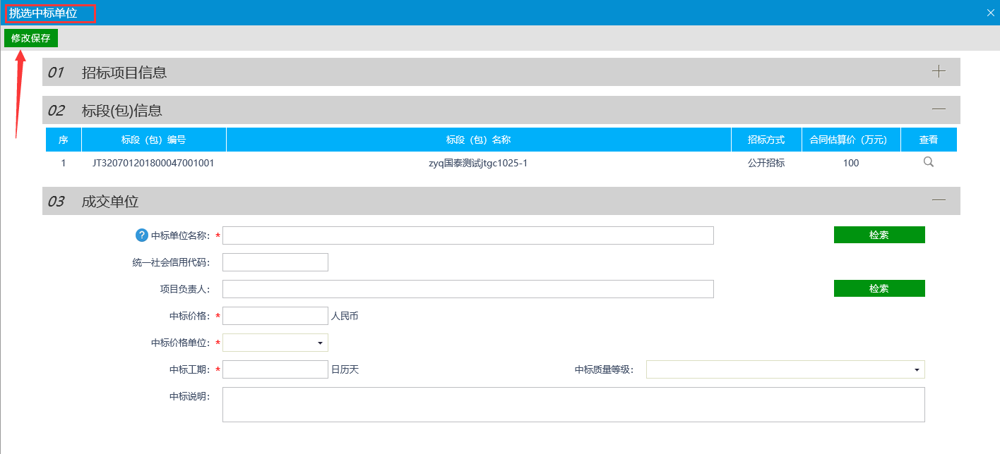 挑选中标单位
修改保存
01 招标项目信息
02 标段(包)信息
序 标段（包）编号 标段（包）名称 招标方式 合同估算价（万元） 查看
1 JT320701201800047001001 zyq国泰测试jtgc1025-1 公开招标 100
03 成交单位
? 中标单位名称：* 检索
统一社会信用代码：
项目负责人： 检索
中标价格：* 人民币
中标价格单位：*
中标工期：* 日历天 中标质量等级：
中标说明：